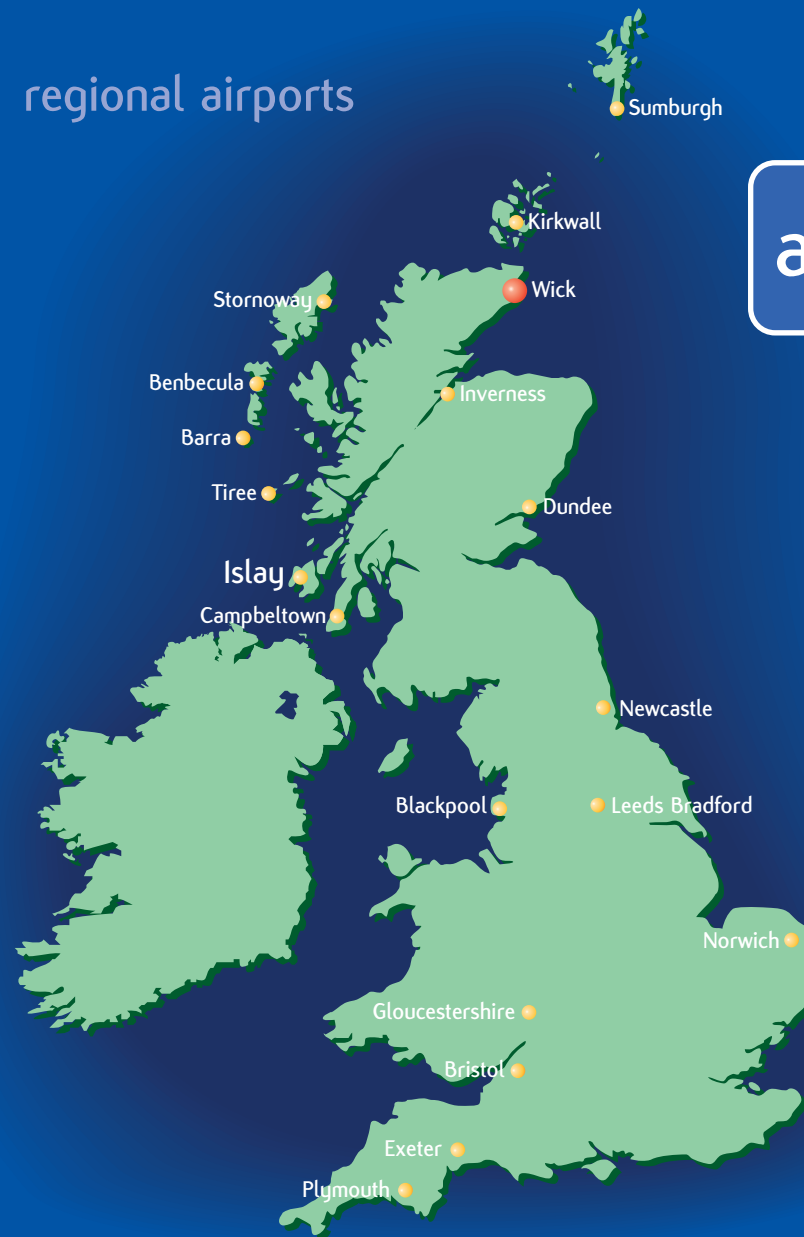 regional airports
Sumburgh
a
Kirkwall
Wick
Stornoway
Benbecula
Inverness
Barra
Tiree
Dundee
Islay
Campbeltown
Newcastle
Blackpool
Leeds Bradford
Norwich
Gloucestershire
Bristol
Exeter
Plymouth